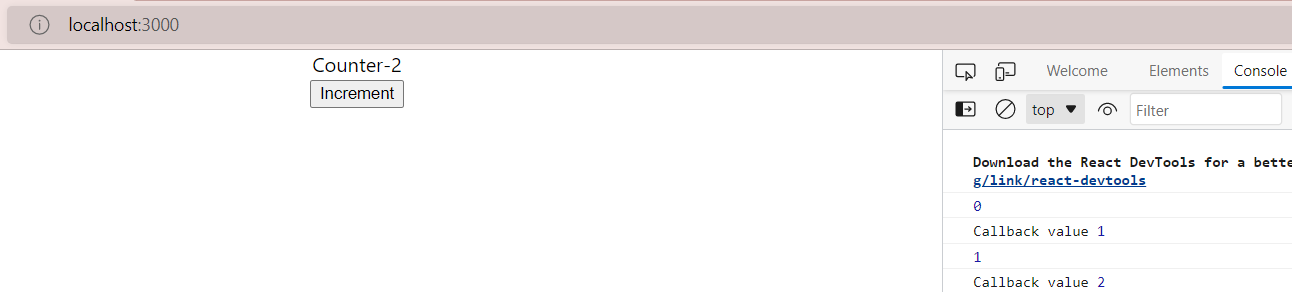 localhost:3000
Counter-2
Increment
Welcome Elements Console
top Filter
Download the React DevTools for a bette
g/link/react-devtools
0
Callback value 1
1
Callback value 2